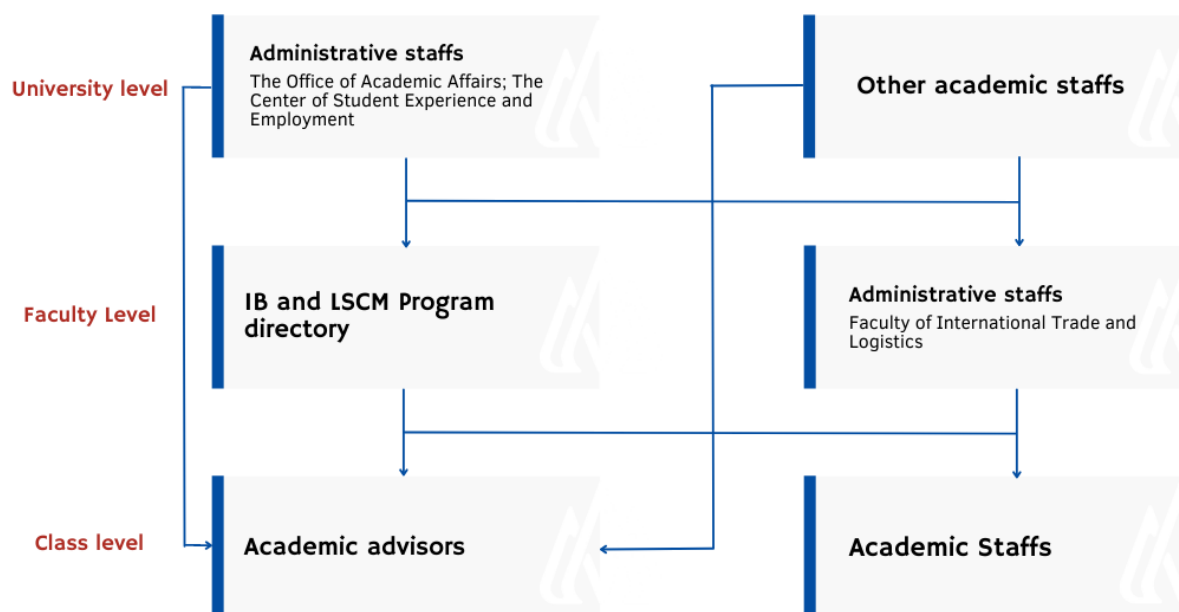 University level
Administrative staffs
The Office of Academic Affairs; The
Center of Student Experience and
Employment
Other academic staffs
Faculty Level
IB and LSCM Program
directory
Administrative staffs
Faculty of International Trade and
Logistics
Class level
Academic advisors
Academic Staffs